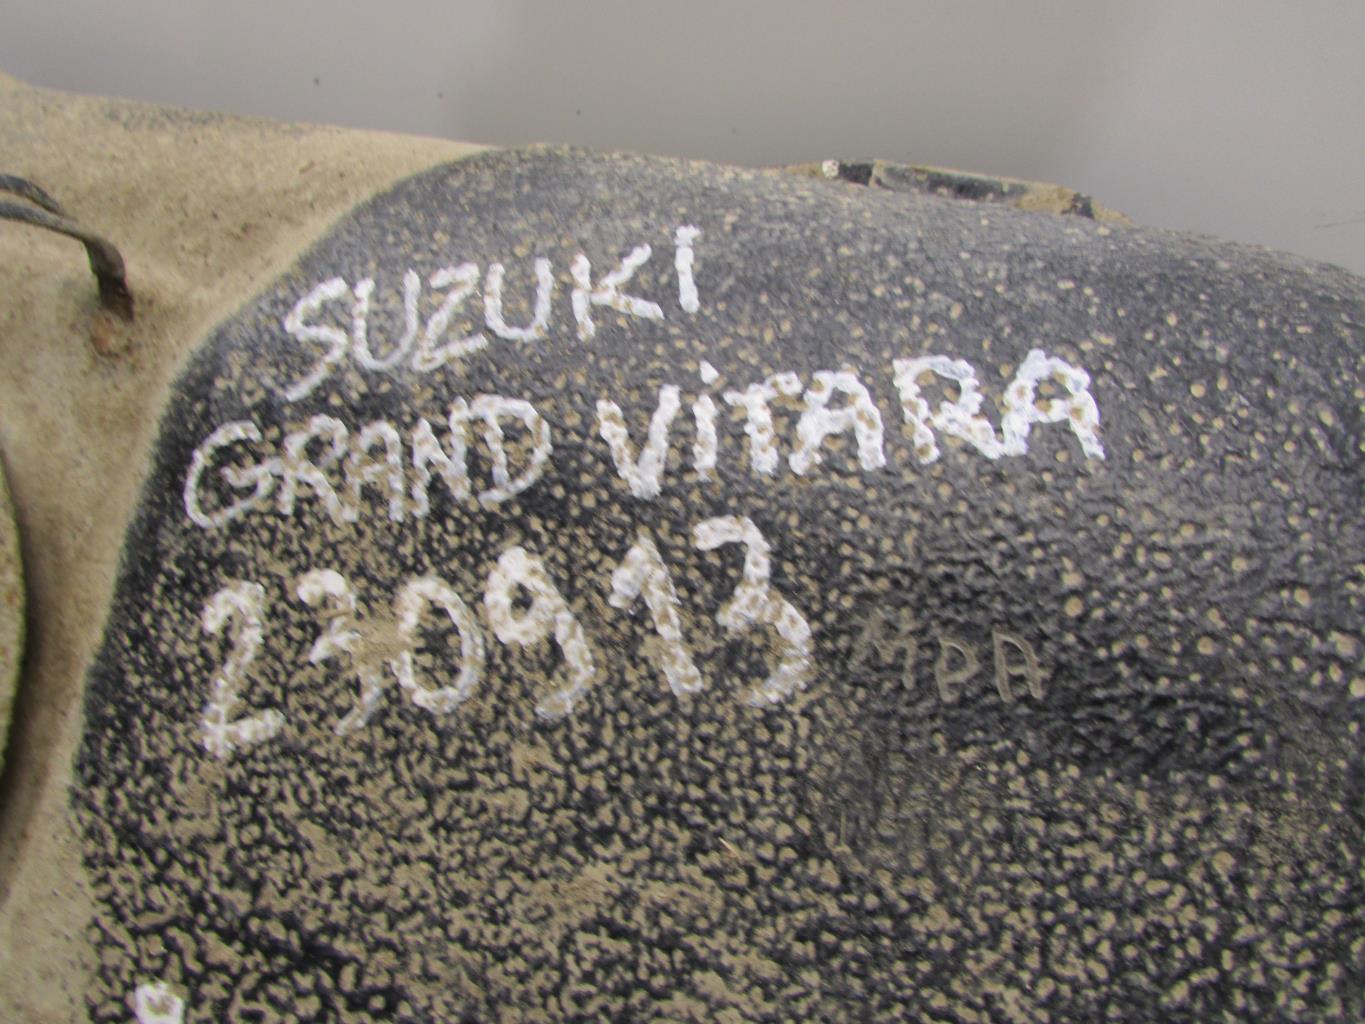 SUZUKI
GRAND VITARA
230913
MPA